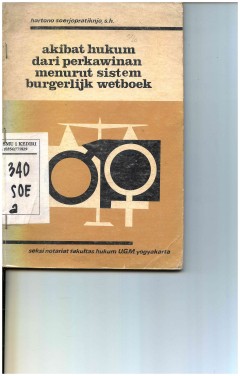 hartono soerjopratiknjo, s.h.
akibat hukum
dari perkawinan
menurut sistem
burgerlijk wetboek
340
SOE
a
seksi notariat fakultas hukum UGM yogyakarta